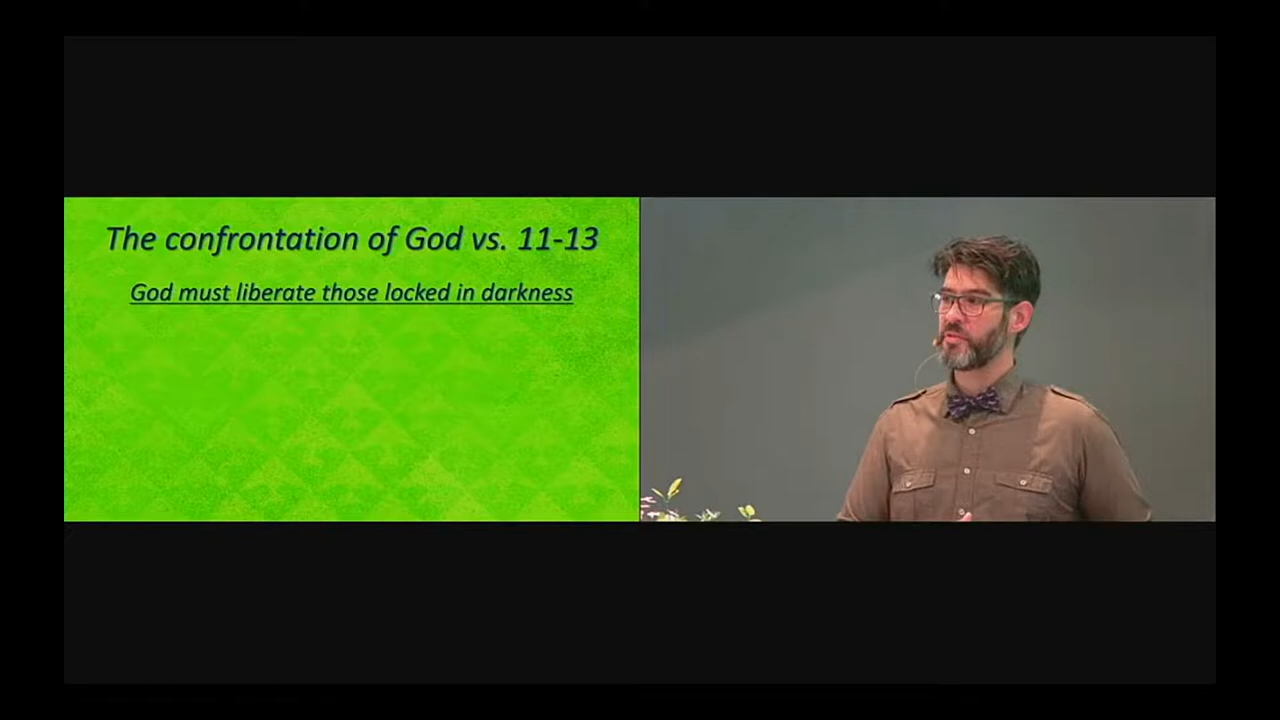 The confrontation of God vs. 11-13
God must liberate those locked in darkness